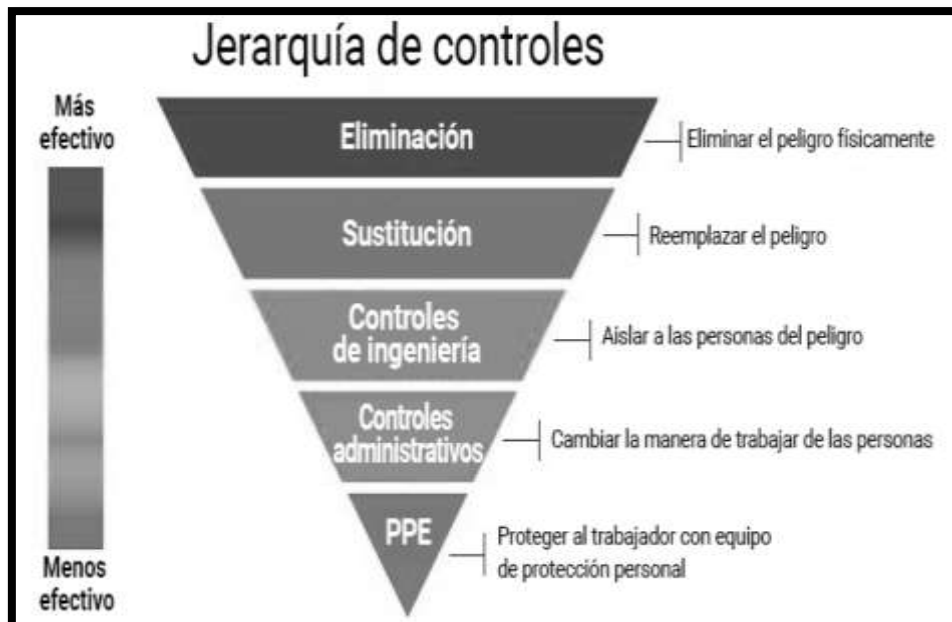 Jerarquía de controles
Más
efectivo
Eliminación
Eliminar el peligro físicamente
Sustitución
Reemplazar el peligro
Controles
de ingeniería
Aislar a las personas del peligro
Controles
administrativos
Cambiar la manera de trabajar de las personas
PPE
Proteger al trabajador con equipo
de protección personal
Menos
efectivo